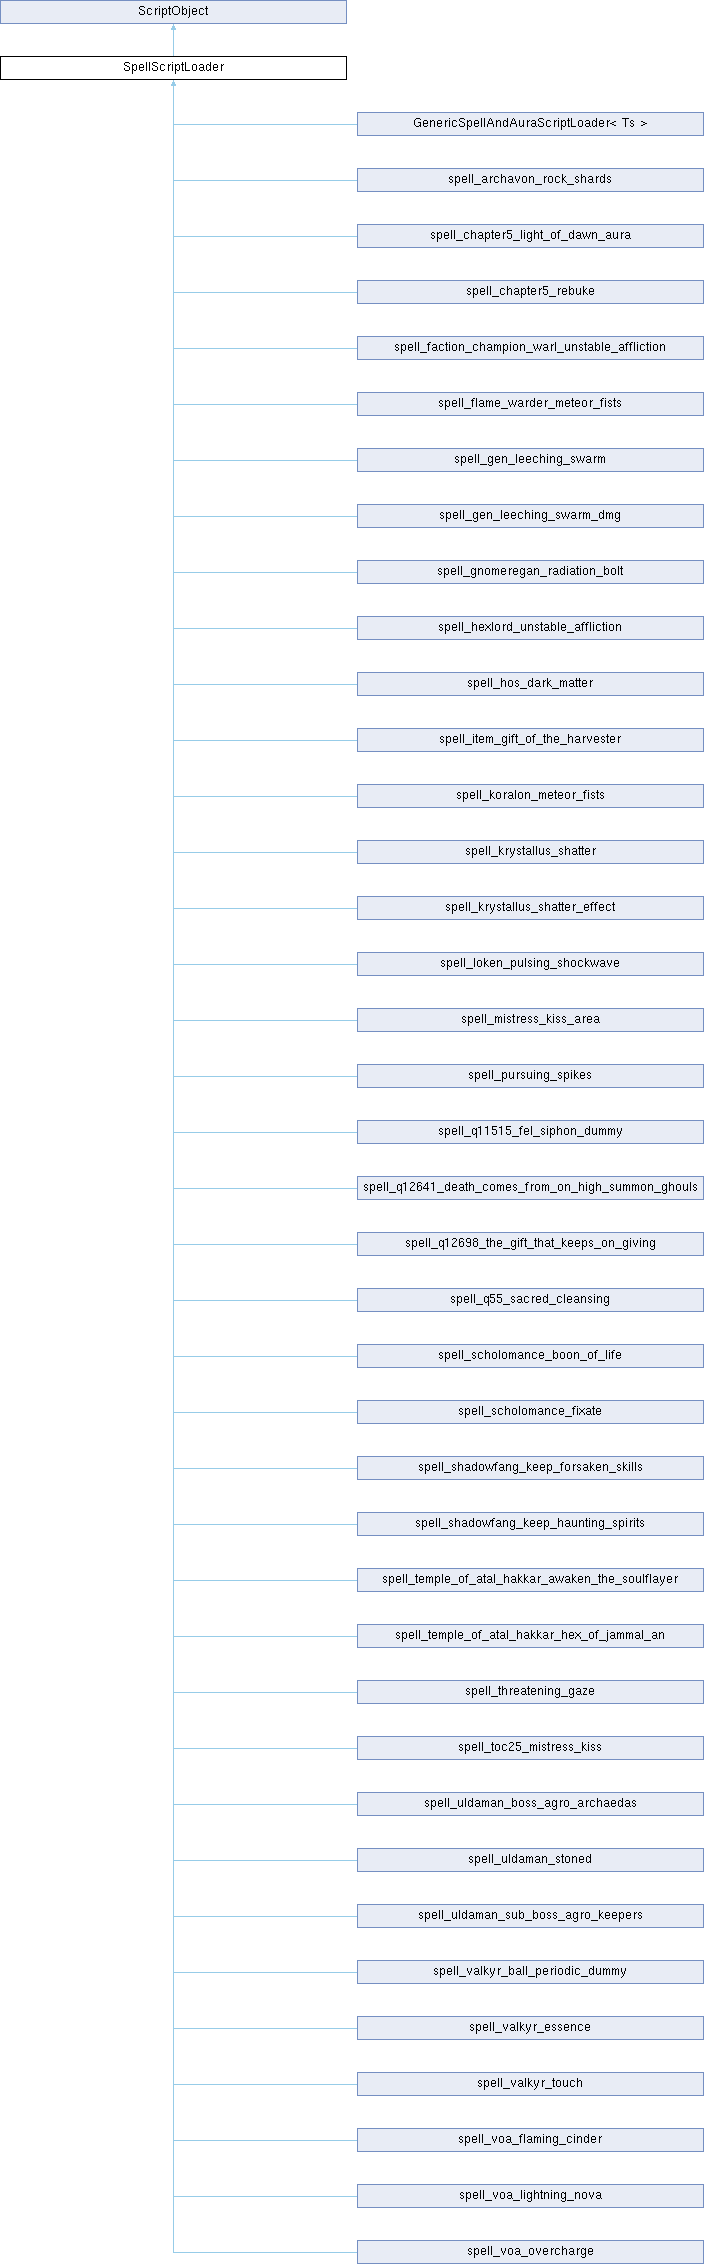 ScriptObject
SpellScriptLoader
GenericSpellAndAuraScriptLoader< Ts >
spell_archavon_rock_shards
spell_chapter5_light_of_dawn_aura
spell_chapter5_rebuke
spell_faction_champion_warl_unstable_affliction
spell_flame_warder_meteor_fists
spell_gen_leeching_swarm
spell_gen_leeching_swarm_dmg
spell_gnomeregan_radiation_bolt
spell_hexlord_unstable_affliction
spell_hos_dark_matter
spell_item_gift_of_the_harvester
spell_koralon_meteor_fists
spell_krystallus_shatter
spell_krystallus_shatter_effect
spell_loken_pulsing_shockwave
spell_mistress_kiss_area
spell_pursuing_spikes
spell_q11515_fel_siphon_dummy
spell_q12641_death_comes_from_on_high_summon_ghouls
spell_q12698_the_gift_that_keeps_on_giving
spell_q55_sacred_cleansing
spell_scholomance_boon_of_life
spell_scholomance_fixate
spell_shadowfang_keep_forsaken_skills
spell_shadowfang_keep_haunting_spirits
spell_temple_of_atal_hakkar_awaken_the_soulflayer
spell_temple_of_atal_hakkar_hex_of_jammal_an
spell_threatening_gaze
spell_toc25_mistress_kiss
spell_uldaman_boss_agro_archaedas
spell_uldaman_stoned
spell_uldaman_sub_boss_agro_keepers
spell_valkyr_ball_periodic_dummy
spell_valkyr_essence
spell_valkyr_touch
spell_voa_flaming_cinder
spell_voa_lightning_nova
spell_voa_overcharge